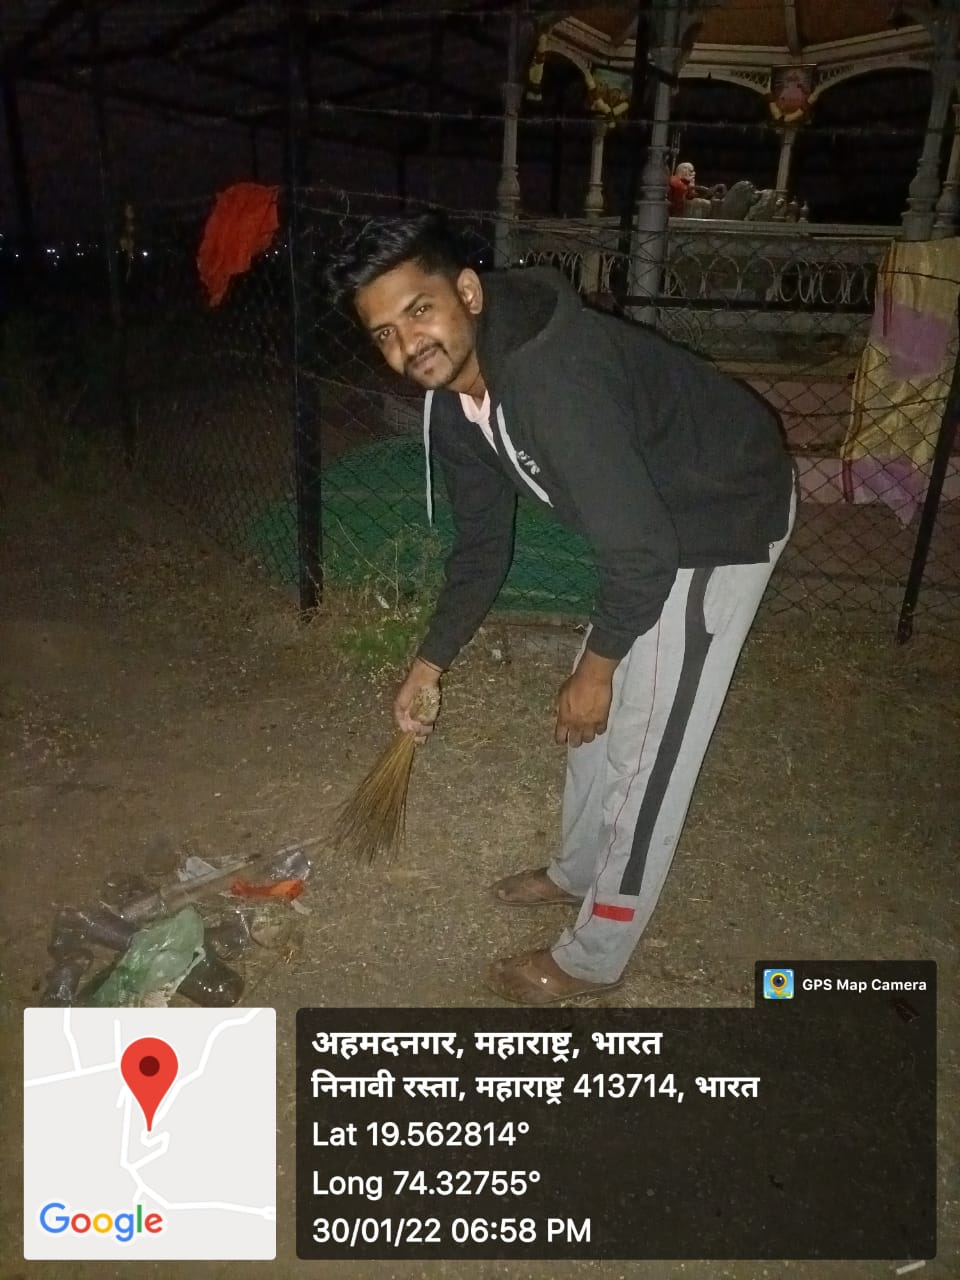 GPS Map Camera
अहमदनगर, महाराष्ट्र, भारत
निनावी रस्ता, महाराष्ट्र 413714, भारत
Lat 19.562814°
Long 74.32755°
30/01/22 06:58 PM
Google